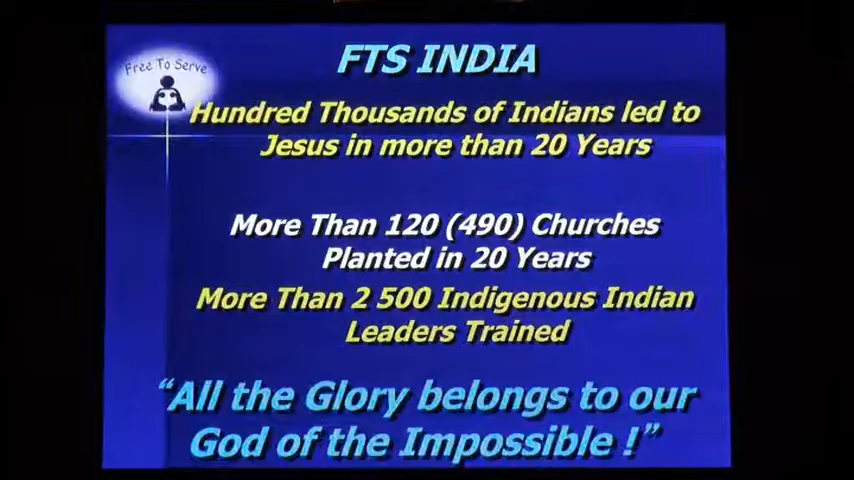 FTS INDIA
Free To Serve
Hundred Thousands of Indians led to
Jesus in more than 20 Years
More Than 120 (490) Churches
Planted in 20 Years
More Than 2 500 Indigenous Indian
Leaders Trained
“All the Glory belongs to our
God of the Impossible !”